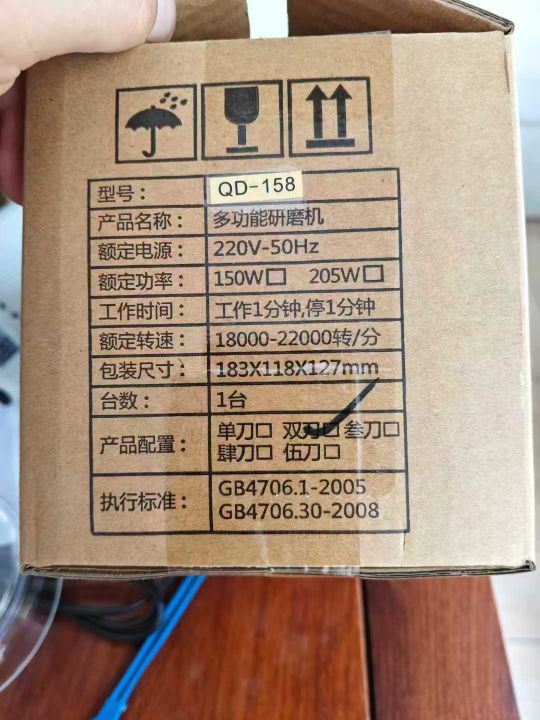 型号： QD-158
产品名称： 多功能研磨机
额定电源： 220V-50Hz
额定功率： 150W□ 205W□
工作时间： 工作1分钟,停1分钟
额定转速： 18000-22000转/分
包装尺寸： 183X118X127mm
台数： 1台
产品配置： 单刀□ 双刀□ 叁刀□
肆刀□ 伍刀□
执行标准： GB4706.1-2005
GB4706.30-2008